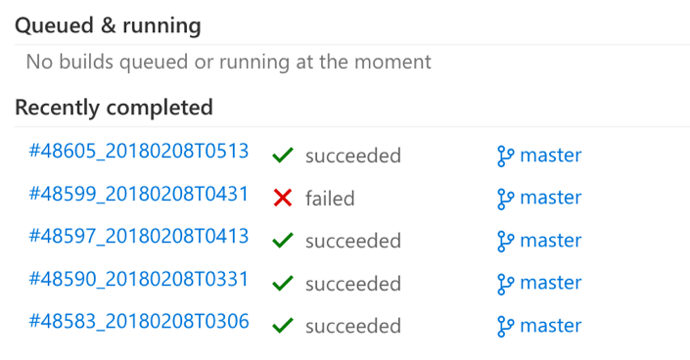 Queued & running
No builds queued or running at the moment
Recently completed
#48605_20180208T0513 succeeded master
#48599_20180208T0431 failed master
#48597_20180208T0413 succeeded master
#48590_20180208T0331 succeeded master
#48583_20180208T0306 succeeded master